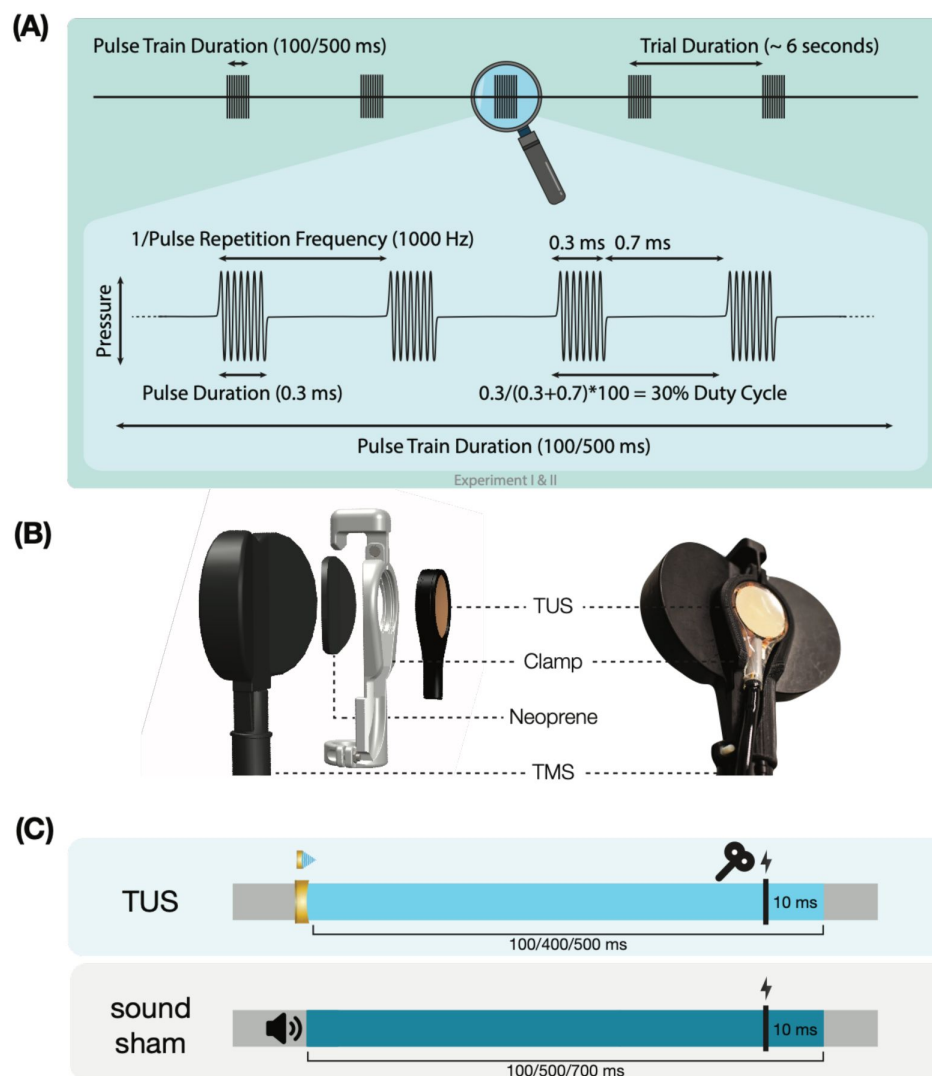 (A)
Pulse Train Duration (100/500 ms)
Trial Duration (~ 6 seconds)
1/Pulse Repetition Frequency (1000 Hz)
0.3 ms
0.7 ms
Pressure
Pulse Duration (0.3 ms)
0.3/(0.3+0.7)*100 = 30% Duty Cycle
Pulse Train Duration (100/500 ms)
Experiment I & II
(B)
TUS
Clamp
Neoprene
TMS
(C)
TUS
10 ms
100/400/500 ms
sound
sham
10 ms
100/500/700 ms